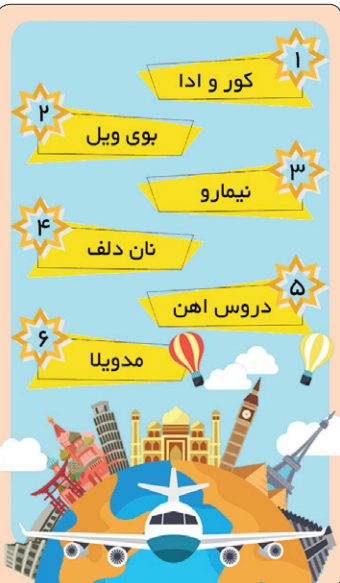 ۱
کور و ادا
۲
بوی ویل
۳
نیمارو
۴
نان دلف
۵
دروس اهن
۶
مدویلا